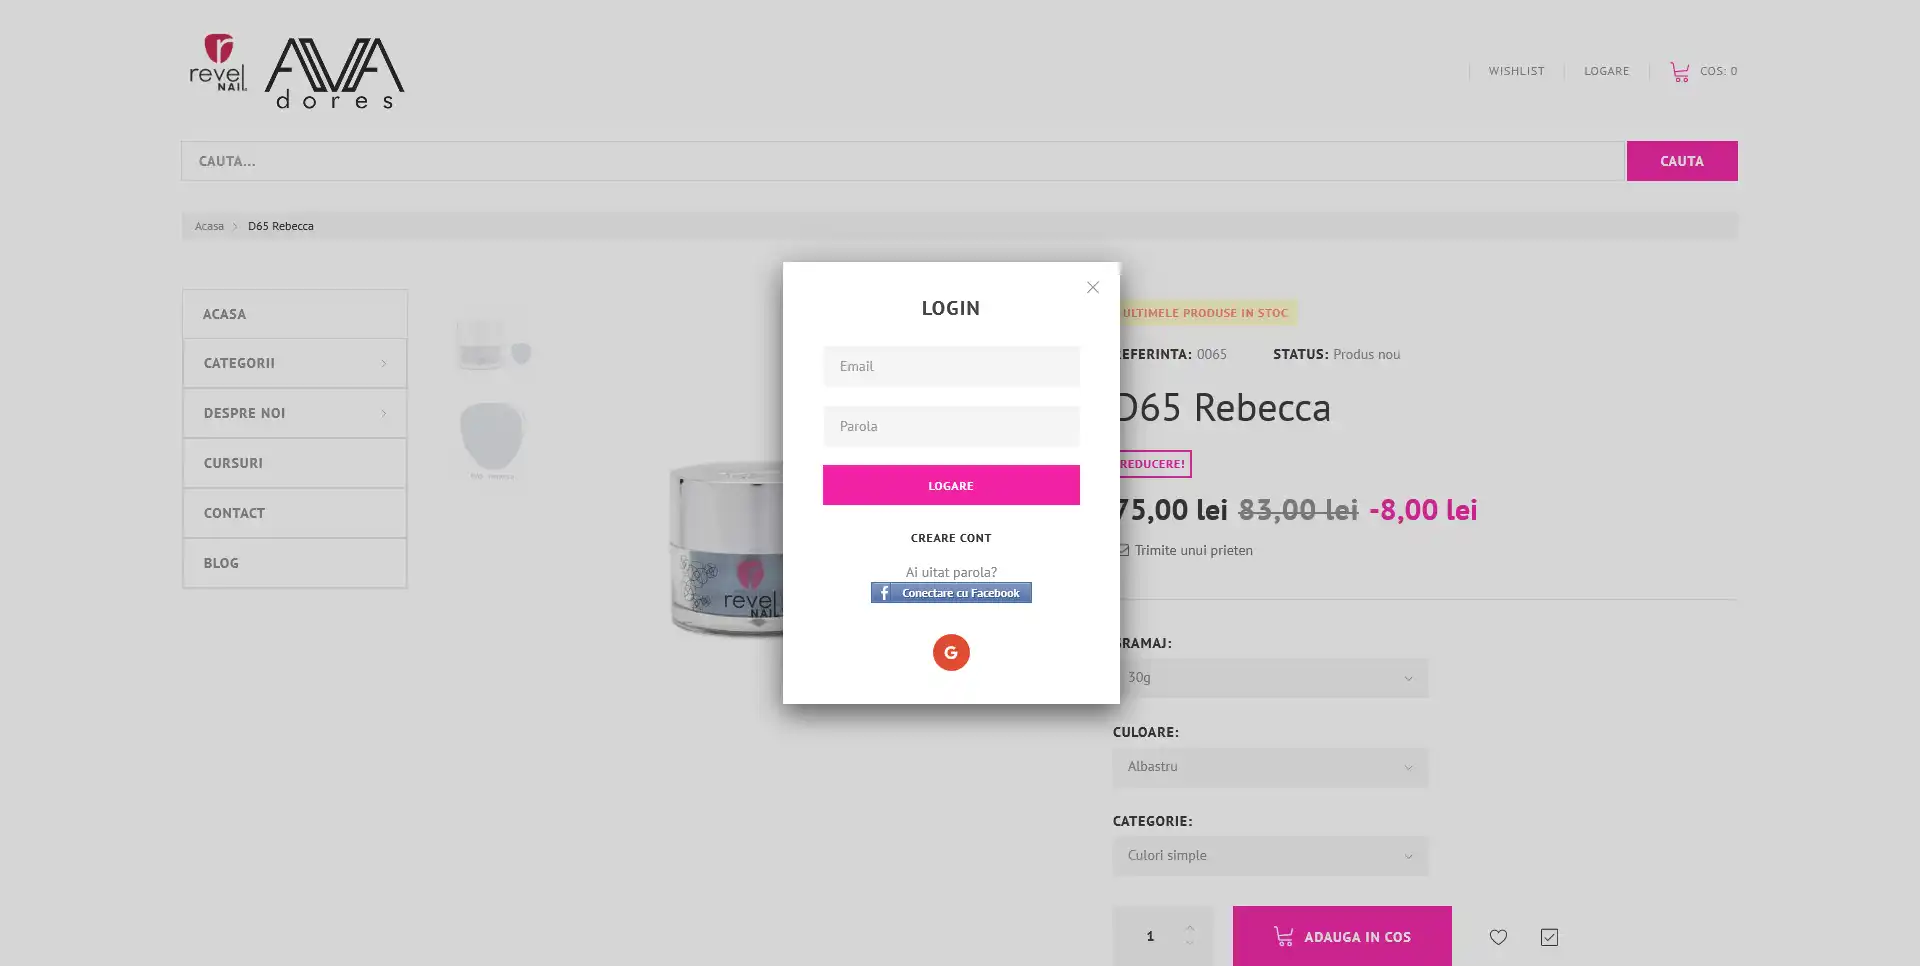 revel
NAIL
AVA
dores
WISHLIST
LOGARE
COS: 0
CAUTA...
CAUTA
Acasa
D65 Rebecca
ACASA
CATEGORII
DESPRE NOI
CURSURI
CONTACT
BLOG
revel
NAIL
LOGIN
Email
Parola
LOGARE
CREARE CONT
Ai uitat parola?
Conectare cu Facebook
G
ULTIMELE PRODUSE IN STOC
EFERINTA: 0065 STATUS: Produs nou
D65 Rebecca
REDUCERE!
75,00 lei 83,00 lei -8,00 lei
Trimite unui prieten
GRAMAJ:
30g
CULOARE:
Albastru
CATEGORIE:
Culori simple
1
ADAUGA IN COS